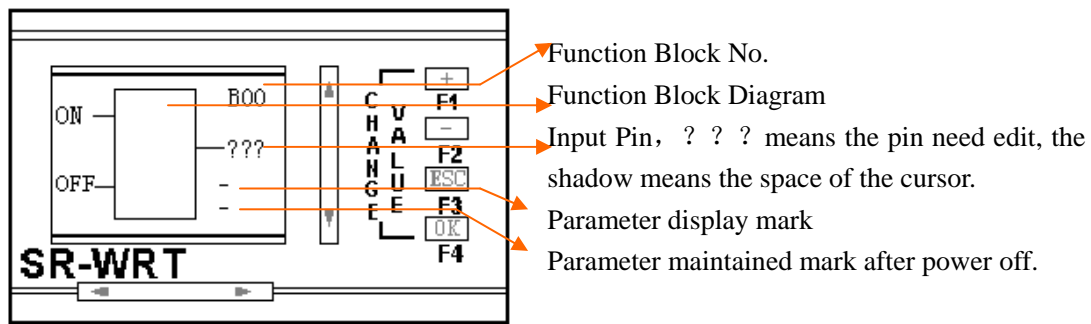 B00
ON
???
OFF
-
-
SR-WRT
CHANGE
VALUE
+
F1
-
F2
ESC
F3
OK
F4
Function Block No.
Function Block Diagram
Input Pin，？？？means the pin need edit, the
shadow means the space of the cursor.
Parameter display mark
Parameter maintained mark after power off.